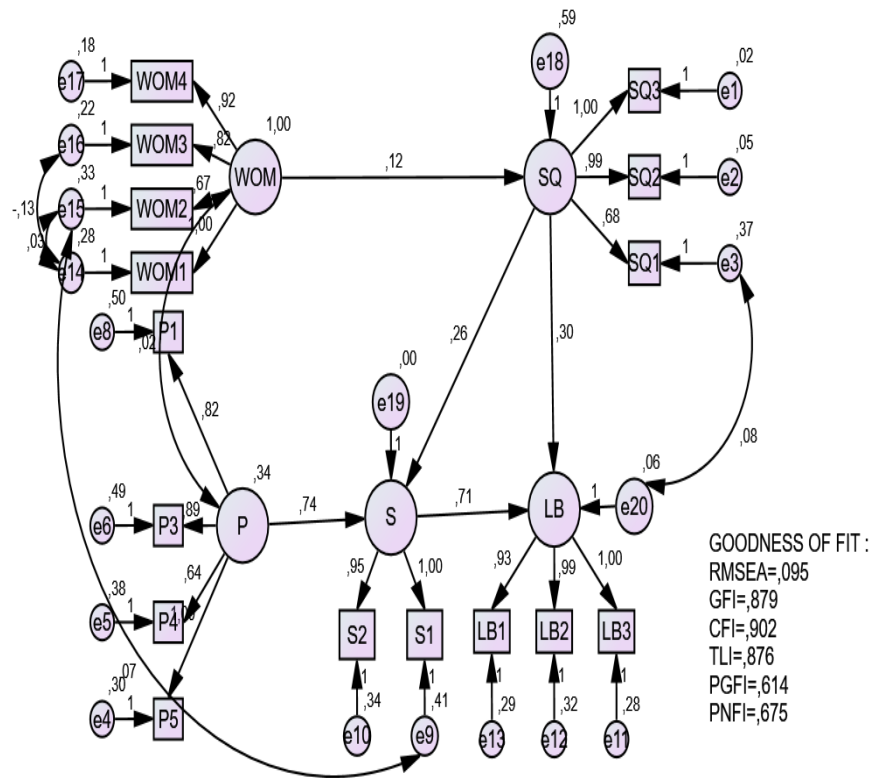 ,59
e18
1
,18
e17
1
WOM4
,92
,02
SQ3
1
e1
1,00
,22
e16
1
WOM3
,82
1,00
WOM
,12
SQ
,99
SQ2
1
,05
e2
,33
e15
1
WOM2
,67
,68
SQ1
1
,37
e3
-,13
,03
,28
e14
1
WOM1
1,00
,50
e8
1
P1
,02
,82
,26
,30
,00
e19
1
,08
,34
P
,74
S
,71
LB
1
,06
e20
,49
e6
1
P3
,89
,38
e5
1
P4
,64
,95
1,00
,93
,99
1,00
S2
S1
LB1
LB2
LB3
,07
,30
e4
1
P5
1
,34
e10
1
,41
e9
1
,29
e13
1
,32
e12
1
,28
e11
GOODNESS OF FIT :
RMSEA=,095
GFI=,879
CFI=,902
TLI=,876
PGFI=,614
PNFI=,675